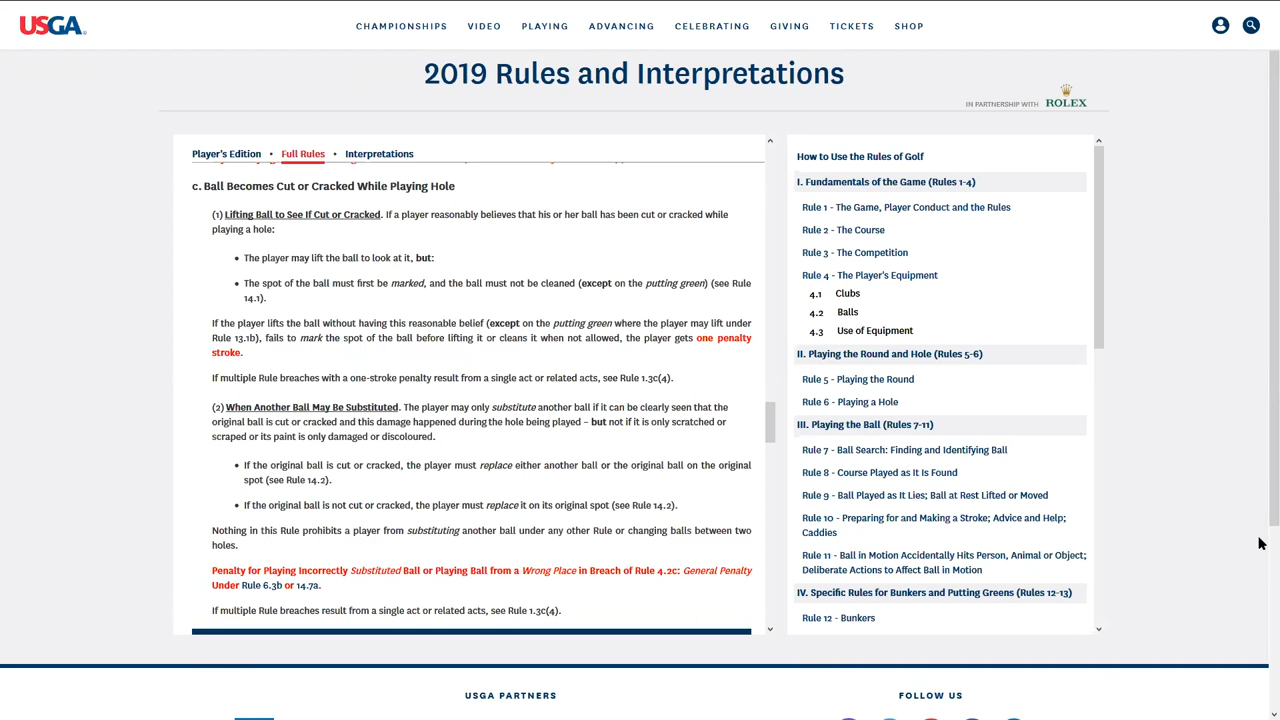 USGA
CHAMPIONSHIPS VIDEO PLAYING ADVANCING CELEBRATING GIVING TICKETS SHOP
2019 Rules and Interpretations
IN PARTNERSHIP WITH ROLEX
Player's Edition • Full Rules • Interpretations
c. Ball Becomes Cut or Cracked While Playing Hole
(1) Lifting Ball to See If Cut or Cracked. If a player reasonably believes that his or her ball has been cut or cracked while
playing a hole:
• The player may lift the ball to look at it, but:
• The spot of the ball must first be marked, and the ball must not be cleaned (except on the putting green) (see Rule
14.1).
If the player lifts the ball without having this reasonable belief (except on the putting green where the player may lift under
Rule 13.1b), fails to mark the spot of the ball before lifting it or cleans it when not allowed, the player gets one penalty
stroke.
If multiple Rule breaches with a one-stroke penalty result from a single act or related acts, see Rule 1.3c(4).
(2) When Another Ball May Be Substituted. The player may only substitute another ball if it can be clearly seen that the
original ball is cut or cracked and this damage happened during the hole being played – but not if it is only scratched or
scraped or its paint is only damaged or discoloured.
• If the original ball is cut or cracked, the player must replace either another ball or the original ball on the original
spot (see Rule 14.2).
• If the original ball is not cut or cracked, the player must replace it on its original spot (see Rule 14.2).
Nothing in this Rule prohibits a player from substituting another ball under any other Rule or changing balls between two
holes.
Penalty for Playing Incorrectly Substituted Ball or Playing Ball from a Wrong Place in Breach of Rule 4.2c: General Penalty
Under Rule 6.3b or 14.7a.
If multiple Rule breaches result from a single act or related acts, see Rule 1.3c(4).
How to Use the Rules of Golf
I. Fundamentals of the Game (Rules 1-4)
Rule 1 - The Game, Player Conduct and the Rules
Rule 2 - The Course
Rule 3 - The Competition
Rule 4 - The Player's Equipment
4.1 Clubs
4.2 Balls
4.3 Use of Equipment
II. Playing the Round and Hole (Rules 5-6)
Rule 5 - Playing the Round
Rule 6 - Playing a Hole
III. Playing the Ball (Rules 7-11)
Rule 7 - Ball Search: Finding and Identifying Ball
Rule 8 - Course Played as It Is Found
Rule 9 - Ball Played as It Lies; Ball at Rest Lifted or Moved
Rule 10 - Preparing for and Making a Stroke; Advice and Help;
Caddies
Rule 11 - Ball in Motion Accidentally Hits Person, Animal or Object;
Deliberate Actions to Affect Ball in Motion
IV. Specific Rules for Bunkers and Putting Greens (Rules 12-13)
Rule 12 - Bunkers
USGA PARTNERS
FOLLOW US